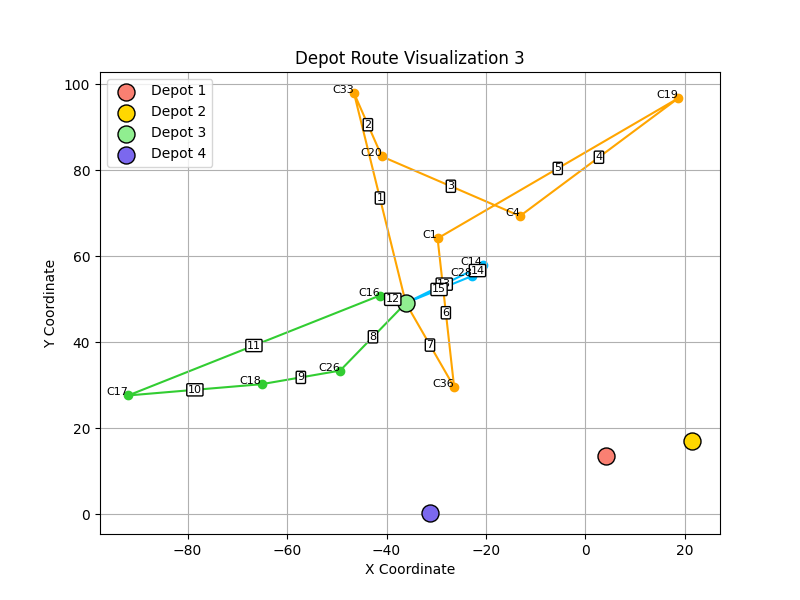 Depot Route Visualization 3
Depot 1
Depot 2
Depot 3
Depot 4
C33
C19
2
C20
5
4
3
1
C4
C1
C14
C28
14
13
15
C16
12
6
8
7
11
C26
9
C18
10
C17
C36
100
80
60
40
20
0
Y Coordinate
−80
−60
−40
−20
0
20
X Coordinate